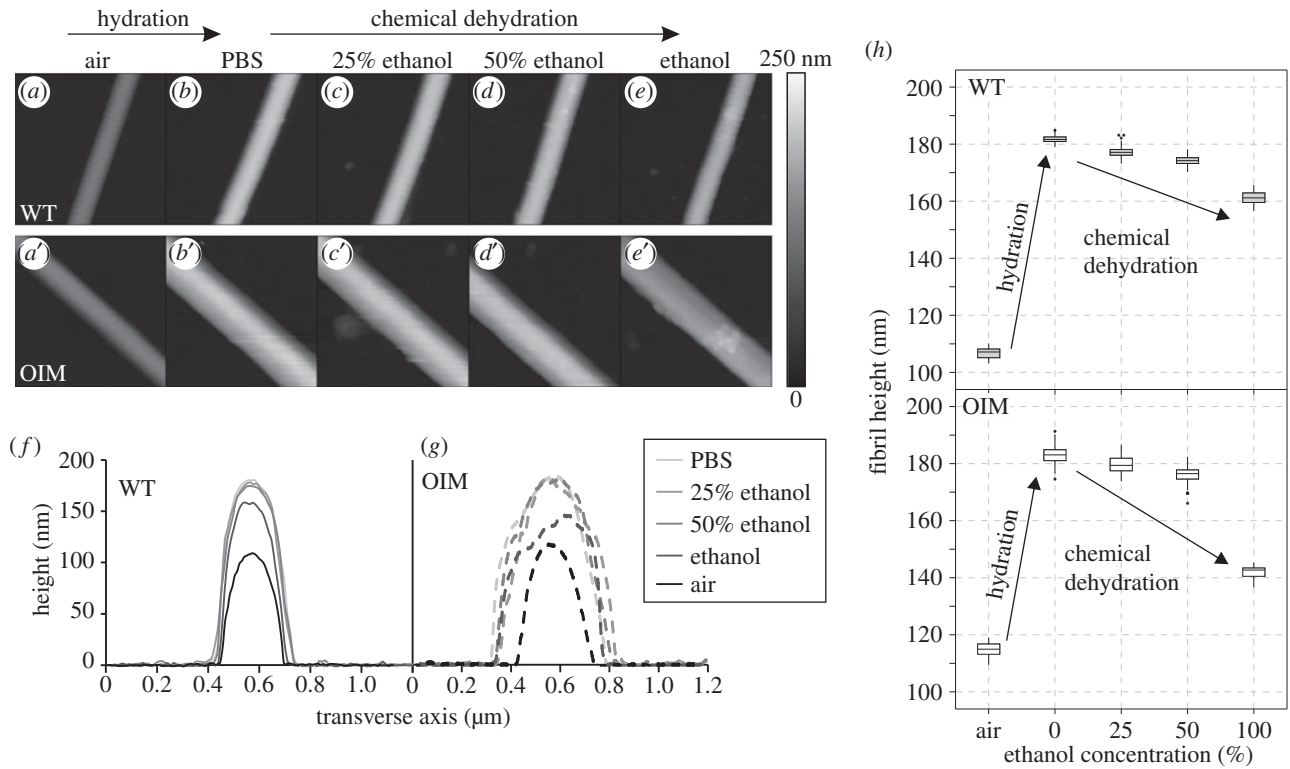 hydration
chemical dehydration
air PBS 25% ethanol 50% ethanol ethanol 250 nm
(a) (b) (c) (d) (e)
WT
(a′) (b′) (c′) (d′) (e′)
OIM
0
(f)
200
150
100
50
0
height (nm)
WT
0 0.2 0.4 0.6 0.8 1.0
(g)
OIM
0 0.2 0.4 0.6 0.8 1.0 1.2
transverse axis (µm)
PBS
25% ethanol
50% ethanol
ethanol
air
(h)
WT
200
180
160
140
120
100
hydration
chemical
dehydration
fibril height (nm)
OIM
200
180
160
140
120
100
hydration
chemical
dehydration
air 0 25 50 100
ethanol concentration (%)